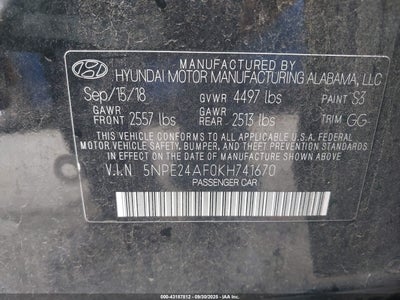 MANUFACTURED BY
HYUNDAI MOTOR MANUFACTURING ALABAMA, LLC
Sep/15/18 GVWR 4497 lbs PAINT S3
GAWR FRONT 2557 lbs GAWR REAR 2513 lbs TRIM GG
THIS VEHICLE CONFORMS TO ALL APPLICABLE U.S.A. FEDERAL
MOTOR VEHICLE SAFETY, BUMPER, AND THEFT PREVENTION STANDARDS
IN EFFECT ON THE DATE OF MANUFACTURE SHOWN ABOVE.
V.I.N 5NPE24AF0KH741670
PASSENGER CAR
000-43187812 - 09/30/2025 - IAA, Inc.